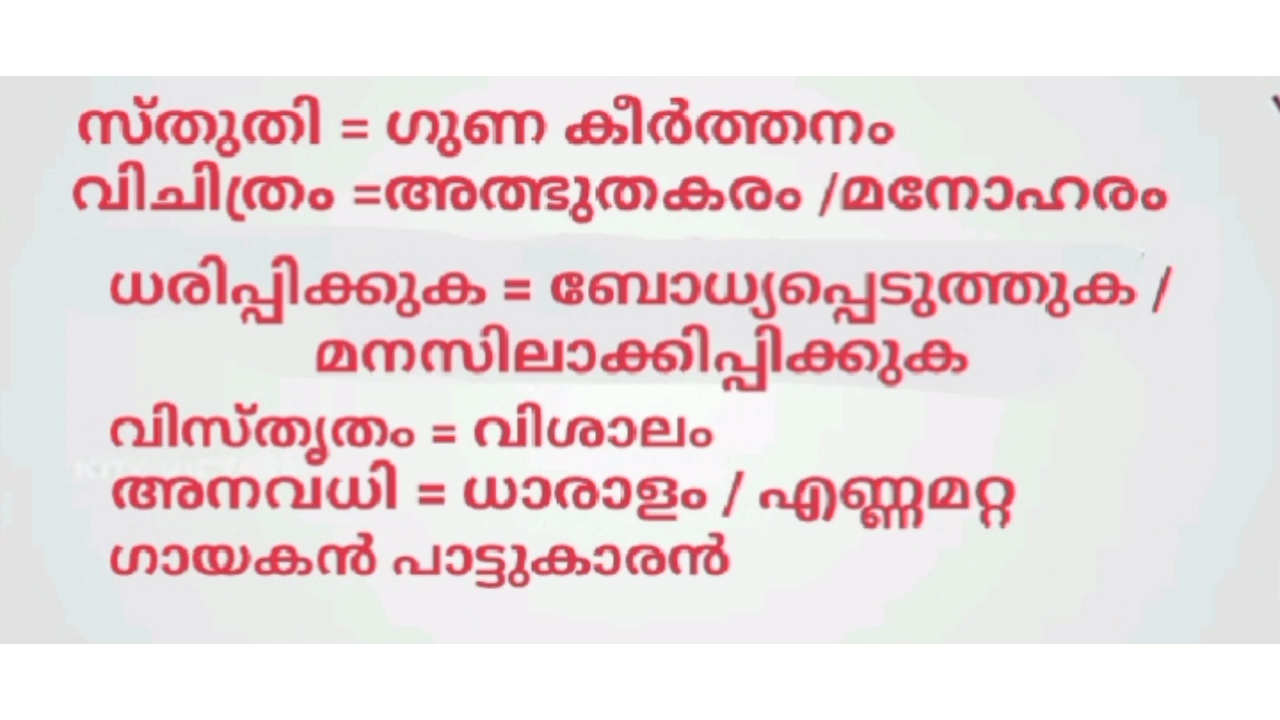 സ്തുതി = ഗുണ കീർത്തനം
വിചിത്രം =അത്ഭുതകരം /മനോഹരം
ധരിപ്പിക്കുക = ബോധ്യപ്പെടുത്തുക /
മനസിലാക്കിപ്പിക്കുക
വിസ്തൃതം = വിശാലം
അനവധി = ധാരാളം / എണ്ണമറ്റ
ഗായകൻ പാട്ടുകാരൻ